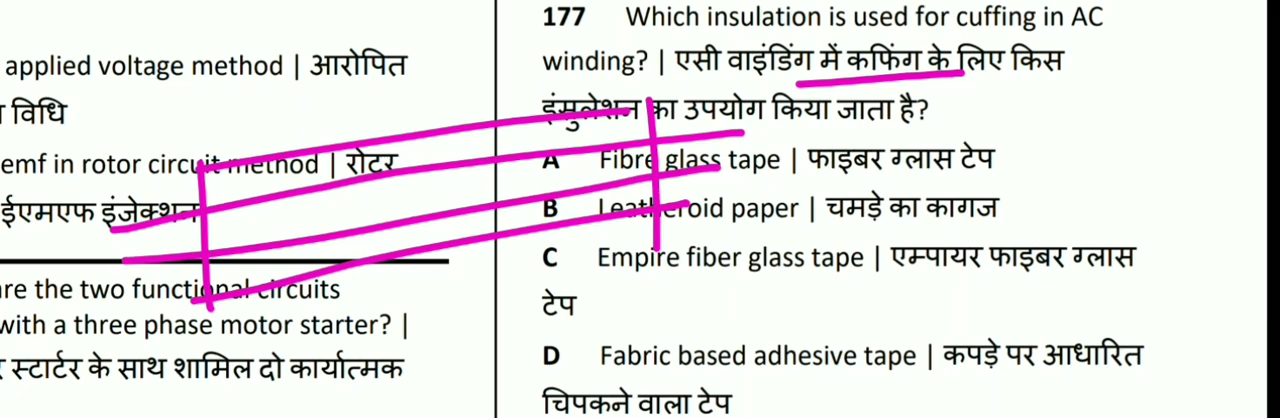 applied voltage method | आरोपित
विधि
emf in rotor circuit method | रोटर
ईएमएफ इंजेक्शन
are the two functional circuits
with a three phase motor starter? |
स्टार्टर के साथ शामिल दो कार्यात्मक
177 Which insulation is used for cuffing in AC
winding? | एसी वाइंडिंग में कफिंग के लिए किस
इंसुलेशन का उपयोग किया जाता है?
A Fibre glass tape | फाइबर ग्लास टेप
B Leatheroid paper | चमड़े का कागज
C Empire fiber glass tape | एम्पायर फाइबर ग्लास
टेप
D Fabric based adhesive tape | कपड़े पर आधारित
चिपकने वाला टेप